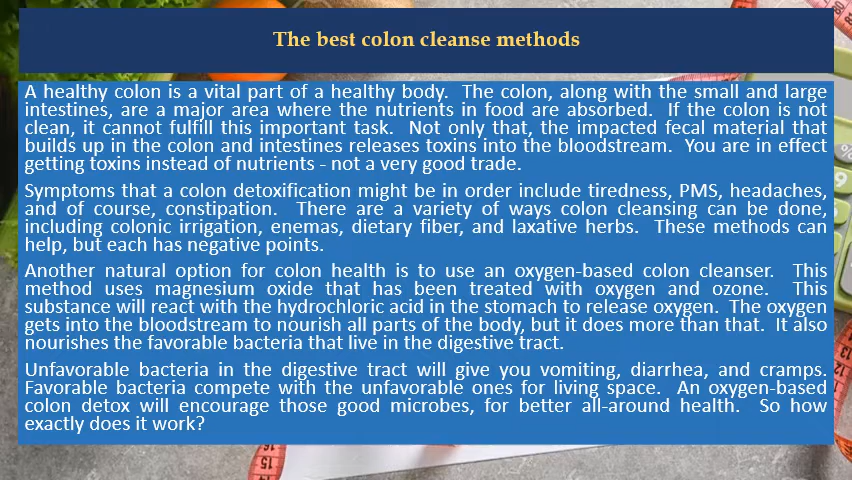 The best colon cleanse methods
A healthy colon is a vital part of a healthy body.  The colon, along with the small and large
intestines, are a major area where the nutrients in food are absorbed.  If the colon is not
clean, it cannot fulfill this important task.  Not only that, the impacted fecal material that
builds up in the colon and intestines releases toxins into the bloodstream.  You are in effect
getting toxins instead of nutrients - not a very good trade.
Symptoms that a colon detoxification might be in order include tiredness, PMS, headaches,
and of course, constipation.  There are a variety of ways colon cleansing can be done,
including colonic irrigation, enemas, dietary fiber, and laxative herbs.  These methods can
help, but each has negative points.
Another natural option for colon health is to use an oxygen-based colon cleanser.  This
method uses magnesium oxide that has been treated with oxygen and ozone.  This
substance will react with the hydrochloric acid in the stomach to release oxygen.  The oxygen
gets into the bloodstream to nourish all parts of the body, but it does more than that.  It also
nourishes the favorable bacteria that live in the digestive tract.
Unfavorable bacteria in the digestive tract will give you vomiting, diarrhea, and cramps.
Favorable bacteria compete with the unfavorable ones for living space.  An oxygen-based
colon detox will encourage those good microbes, for better all-around health.  So how
exactly does it work?
80
81
%
16
15
14